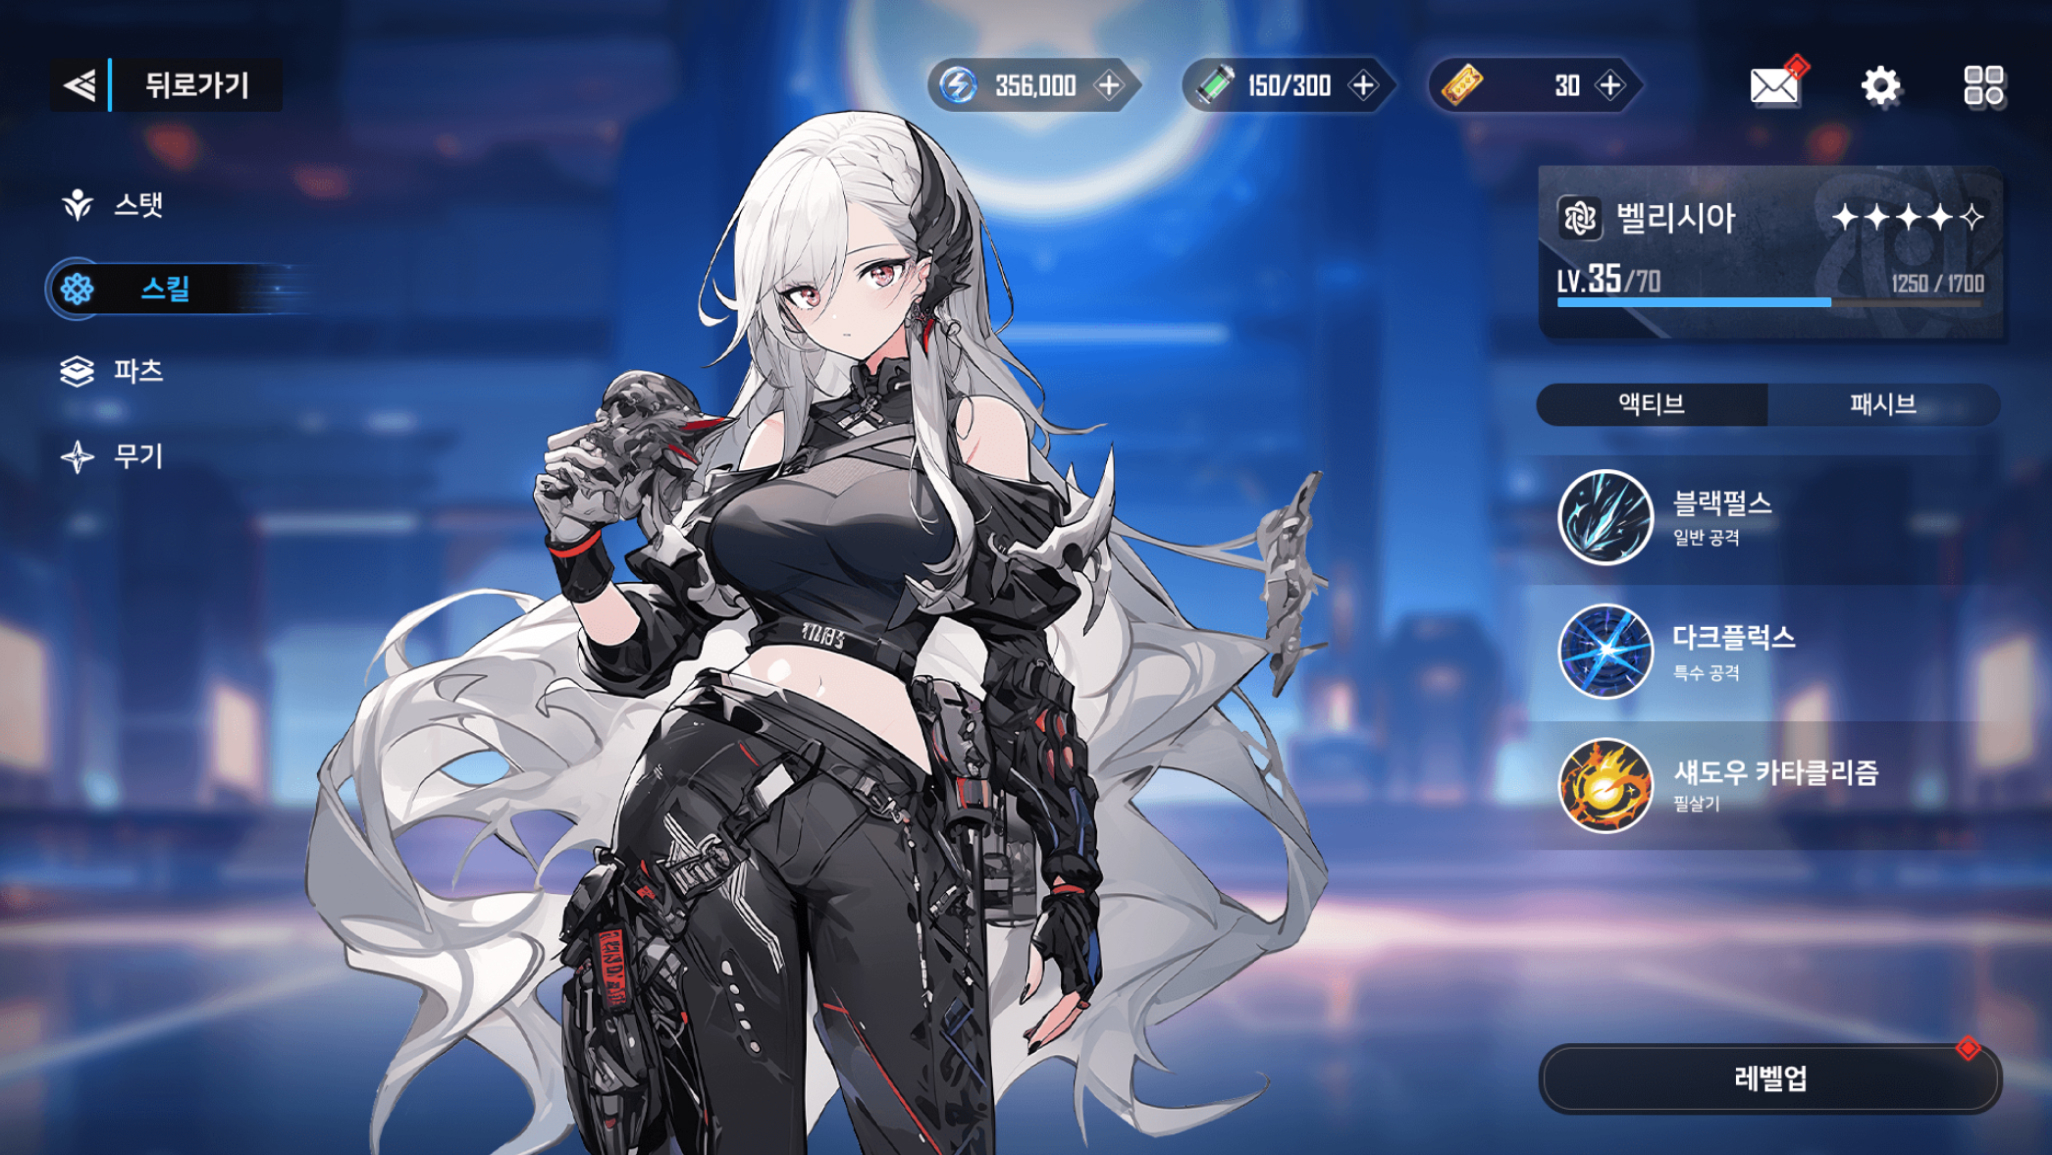 뒤로가기
356,000
150/300
30
스탯
스킬
파츠
무기
벨리시아
LV.35/70
1250 / 1700
액티브
패시브
블랙펄스
일반 공격
다크플럭스
특수 공격
섀도우 카타클리즘
필살기
레벨업